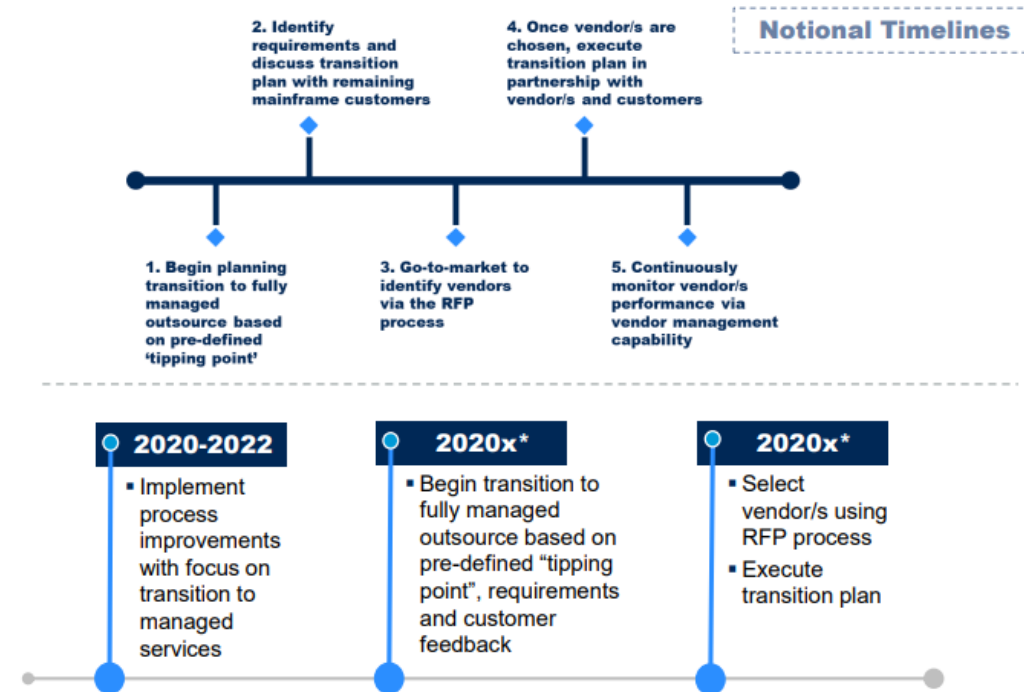 Notional Timelines
2. Identify
requirements and
discuss transition
plan with remaining
mainframe customers
4. Once vendor/s are
chosen, execute
transition plan in
partnership with
vendor/s and customers
1. Begin planning
transition to fully
managed
outsource based
on pre-defined
‘tipping point’
3. Go-to-market to
identify vendors
via the RFP
process
5. Continuously
monitor vendor/s
performance via
vendor management
capability
2020-2022
▪ Implement
process
improvements
with focus on
transition to
managed
services
2020x*
▪ Begin transition to
fully managed
outsource based on
pre-defined “tipping
point”, requirements
and customer
feedback
2020x*
▪ Select
vendor/s using
RFP process
▪ Execute
transition plan